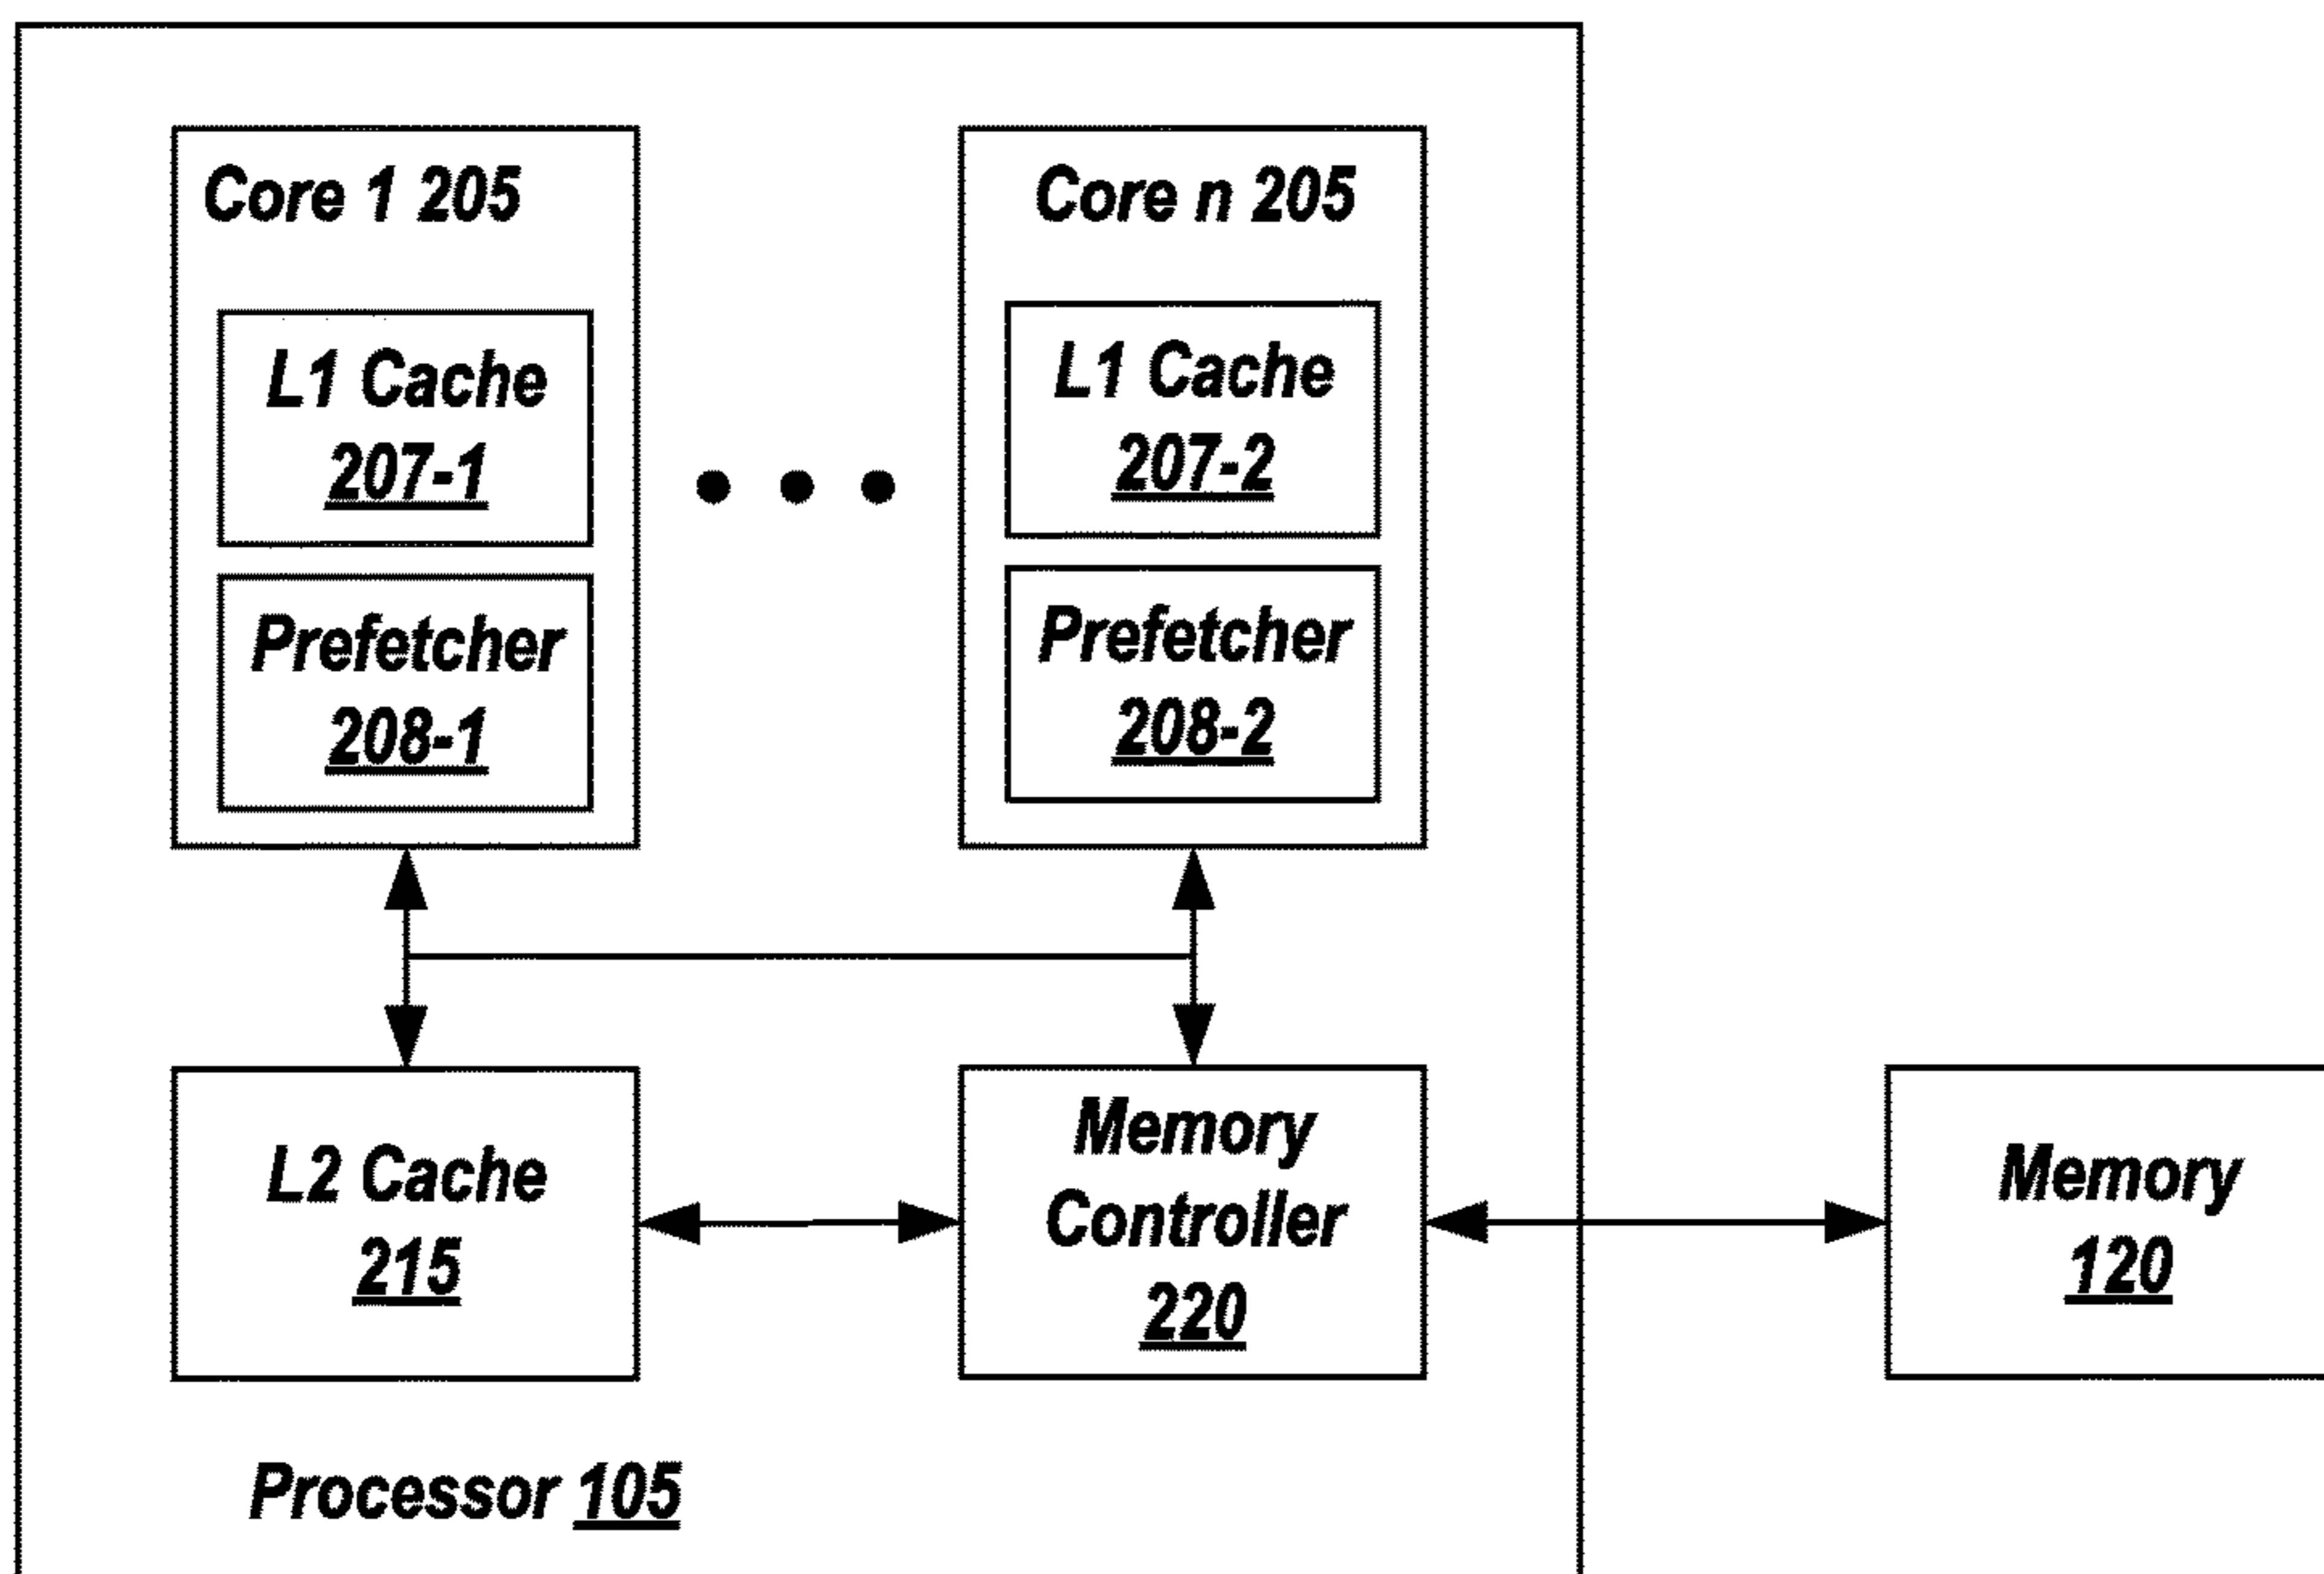 Core 1 205
L1 Cache
207-1
Prefetcher
208-1
Core n 205
L1 Cache
207-2
Prefetcher
208-2
L2 Cache
215
Memory
Controller
220
Memory
120
Processor 105